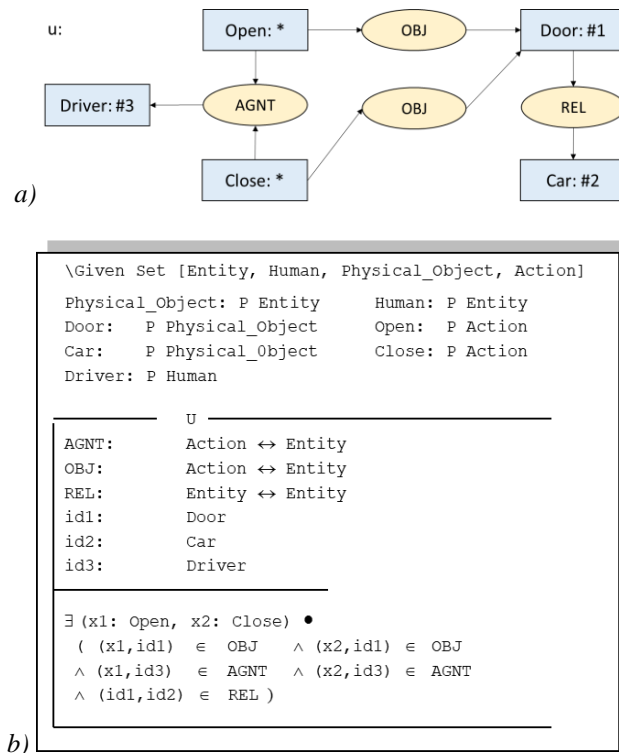 u:
Open: *
OBJ
Door: #1
Driver: #3
AGNT
OBJ
REL
Close: *
Car: #2
a)
\Given Set [Entity, Human, Physical_Object, Action]
Physical_Object: P Entity Human: P Entity
Door: P Physical_Object Open: P Action
Car: P Physical_0bject Close: P Action
Driver: P Human
U
AGNT: Action ↔ Entity
OBJ: Action ↔ Entity
REL: Entity ↔ Entity
id1: Door
id2: Car
id3: Driver
∃ (x1: Open, x2: Close) ●
( (x1,id1) ∈ OBJ ∧ (x2,id1) ∈ OBJ
∧ (x1,id3) ∈ AGNT ∧ (x2,id3) ∈ AGNT
∧ (id1,id2) ∈ REL )
b)